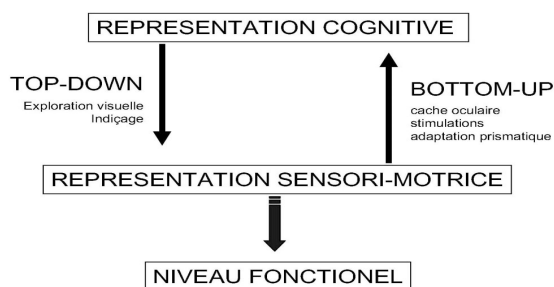 REPRESENTATION COGNITIVE
TOP-DOWN
Exploration visuelle
Indiçage
BOTTOM-UP
cache oculaire
stimulations
adaptation prismatique
REPRESENTATION SENSORI-MOTRICE
NIVEAU FONCTIONEL